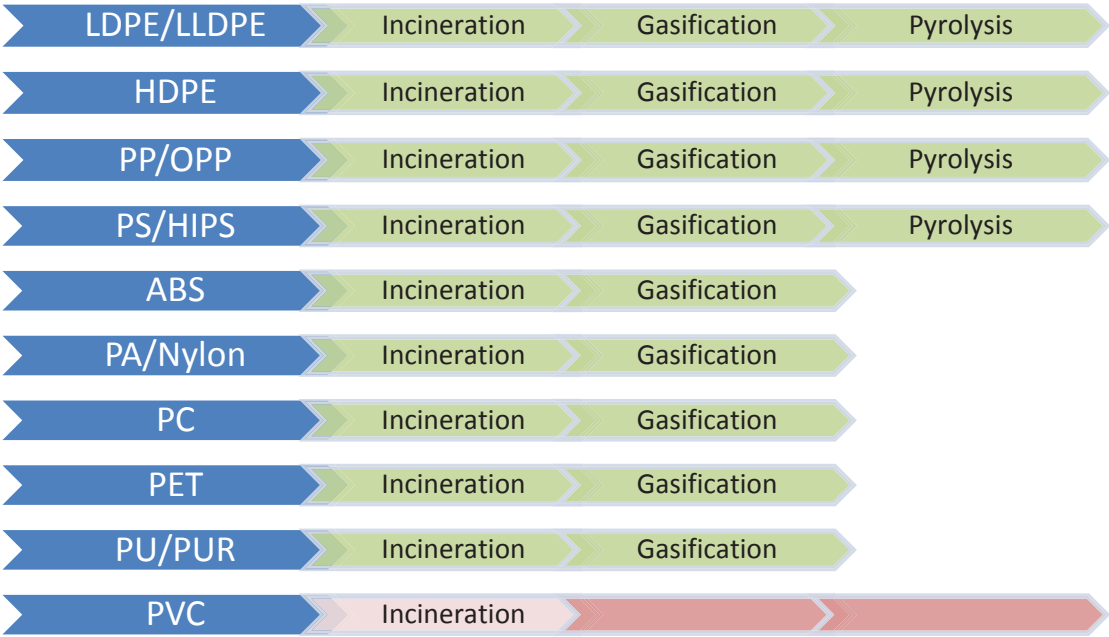 LDPE/LLDPE Incineration Gasification Pyrolysis
HDPE Incineration Gasification Pyrolysis
PP/OPP Incineration Gasification Pyrolysis
PS/HIPS Incineration Gasification Pyrolysis
ABS Incineration Gasification
PA/Nylon Incineration Gasification
PC Incineration Gasification
PET Incineration Gasification
PU/PUR Incineration Gasification
PVC Incineration